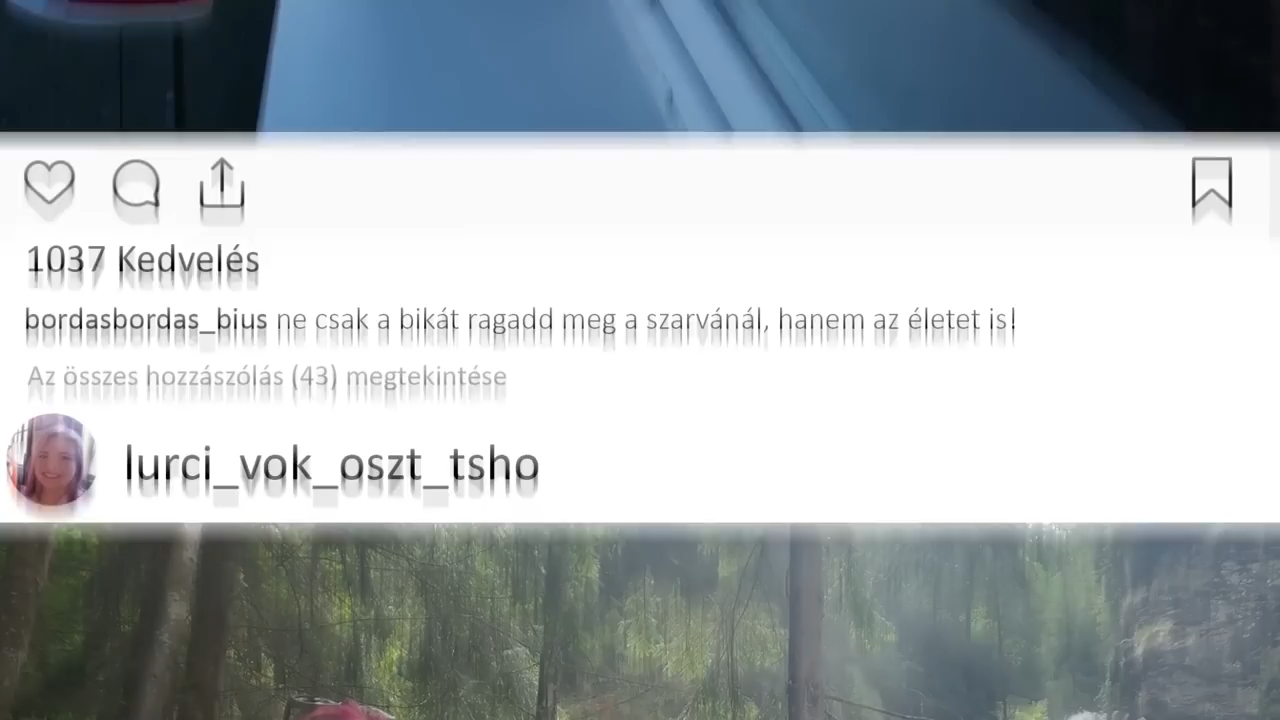 1037 Kedvelés
bordasbordas_bius ne csak a bikát ragadd meg a szarvánál, hanem az életet is!
Az összes hozzászólás (43) megtekintése
lurci_vok_oszt_tsho